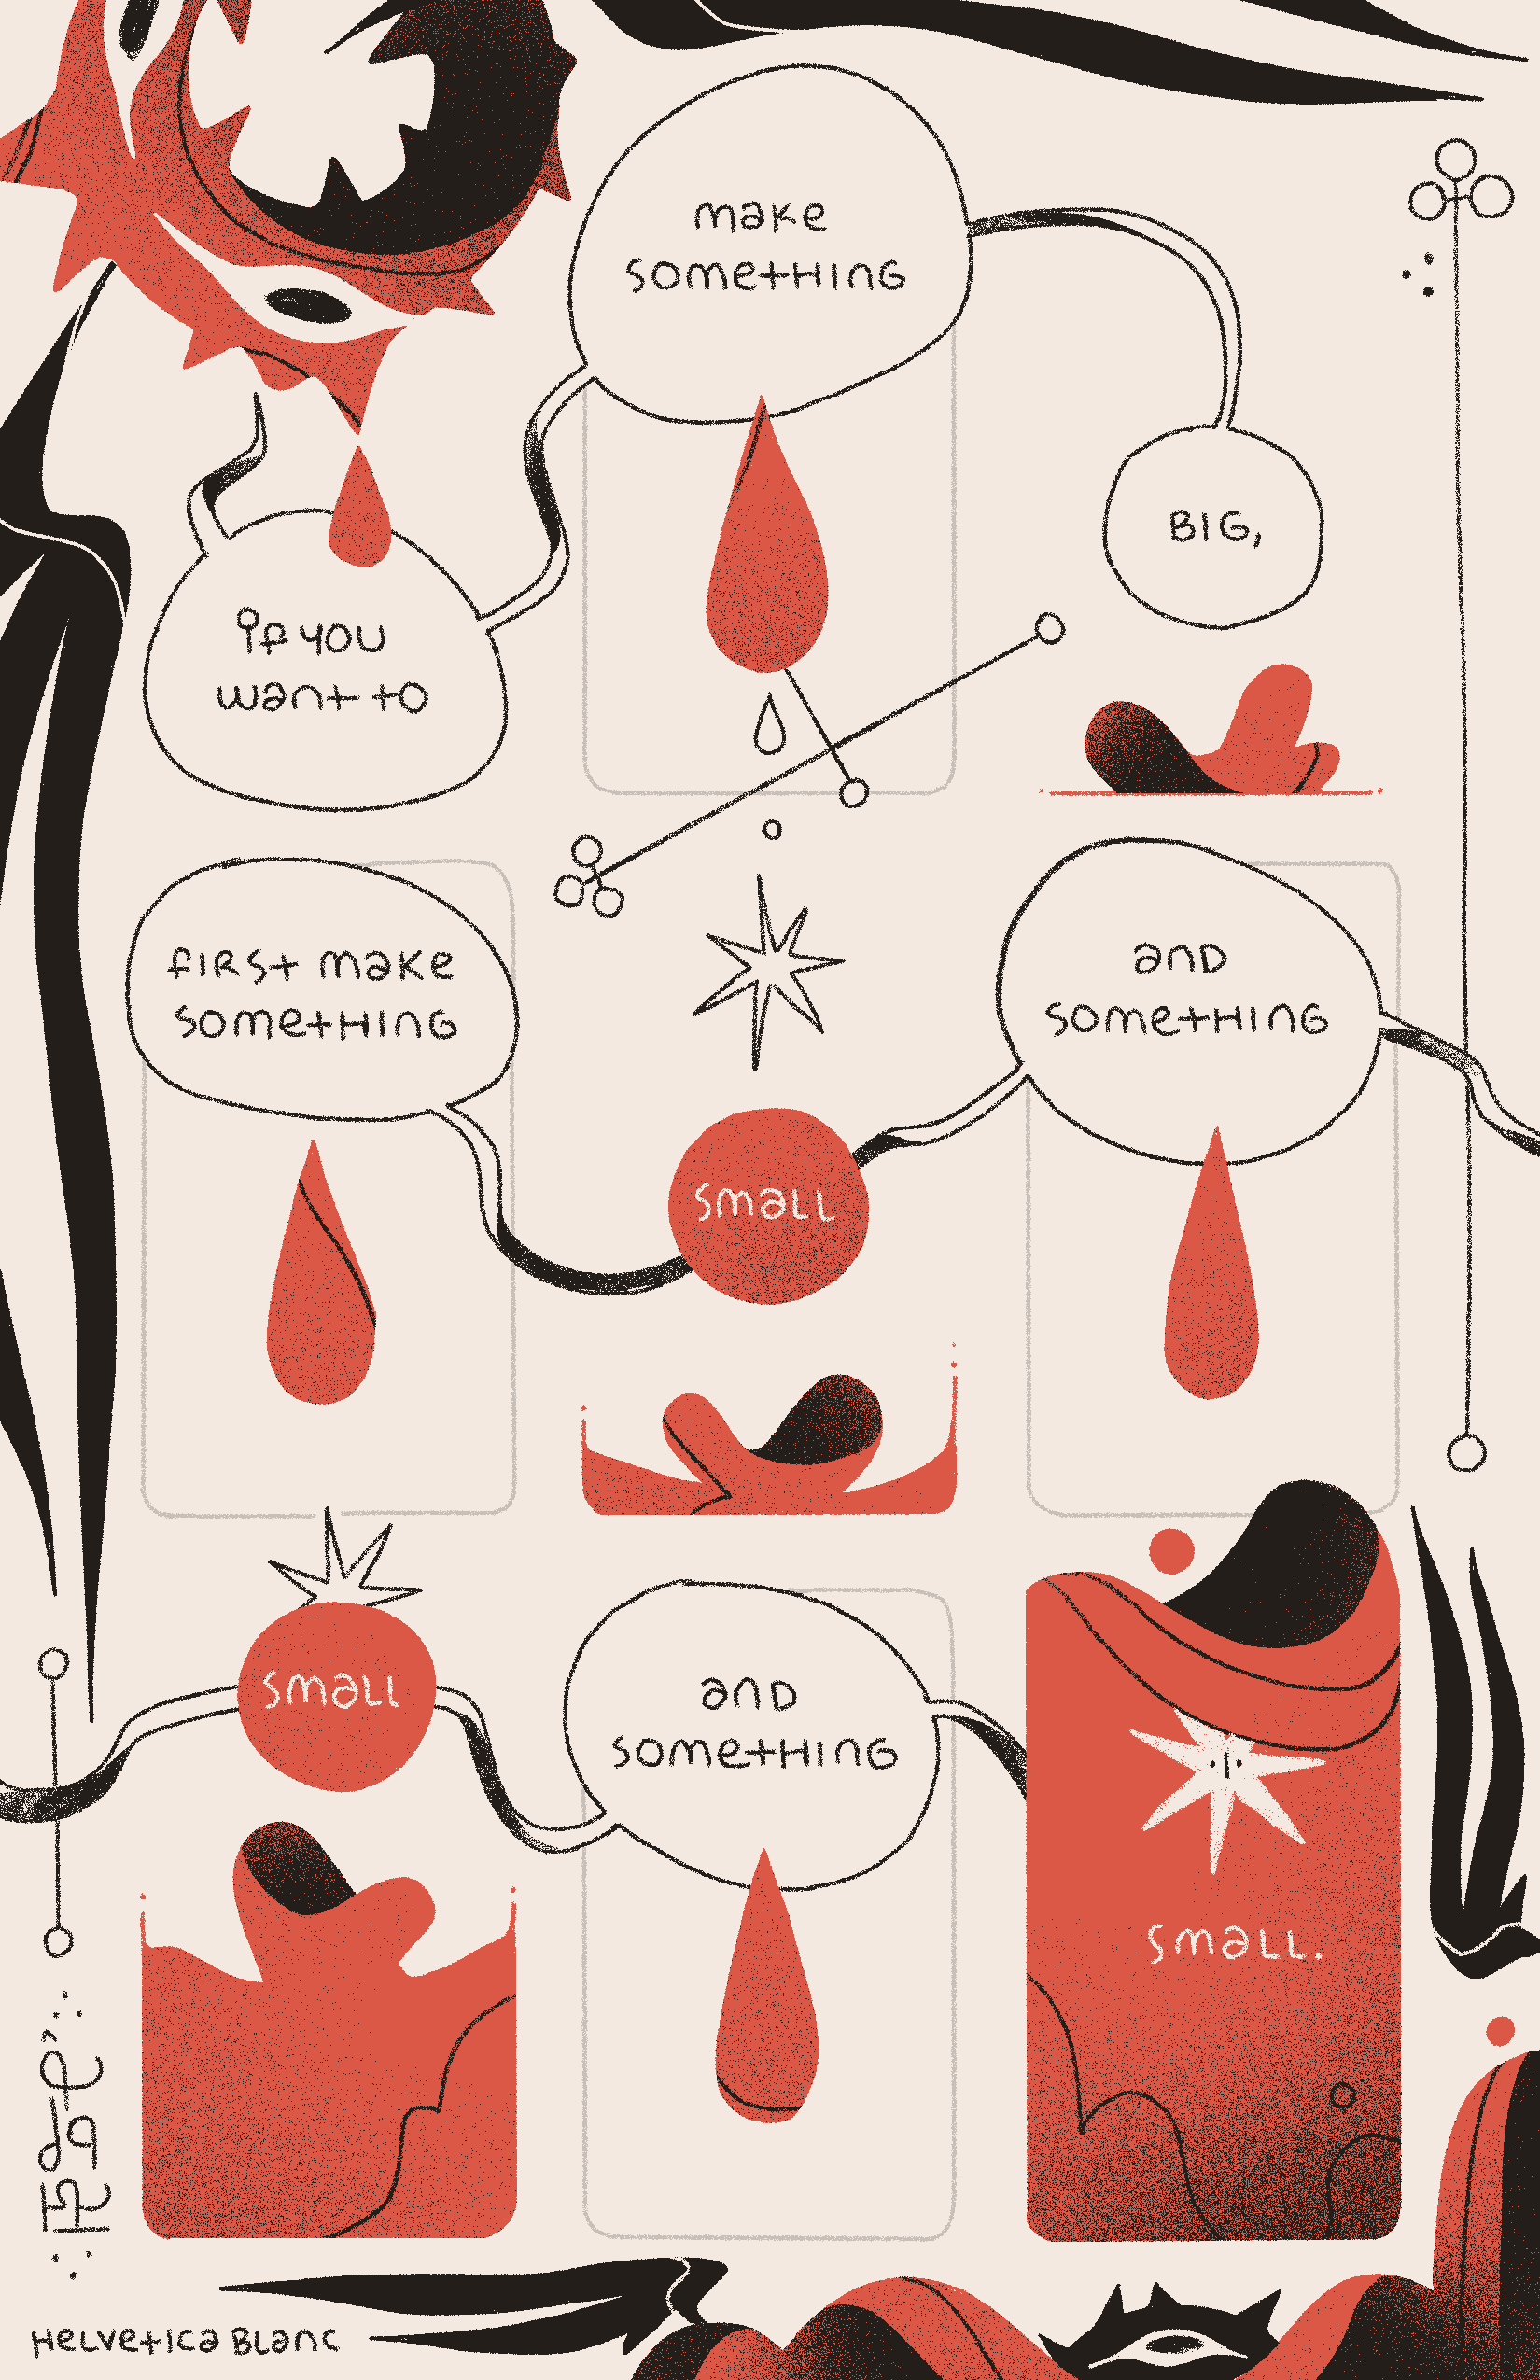 make
something
BIG,
if you
want to
first make
something
small
and
something
small
and
something
small.
Helvetica Blanc